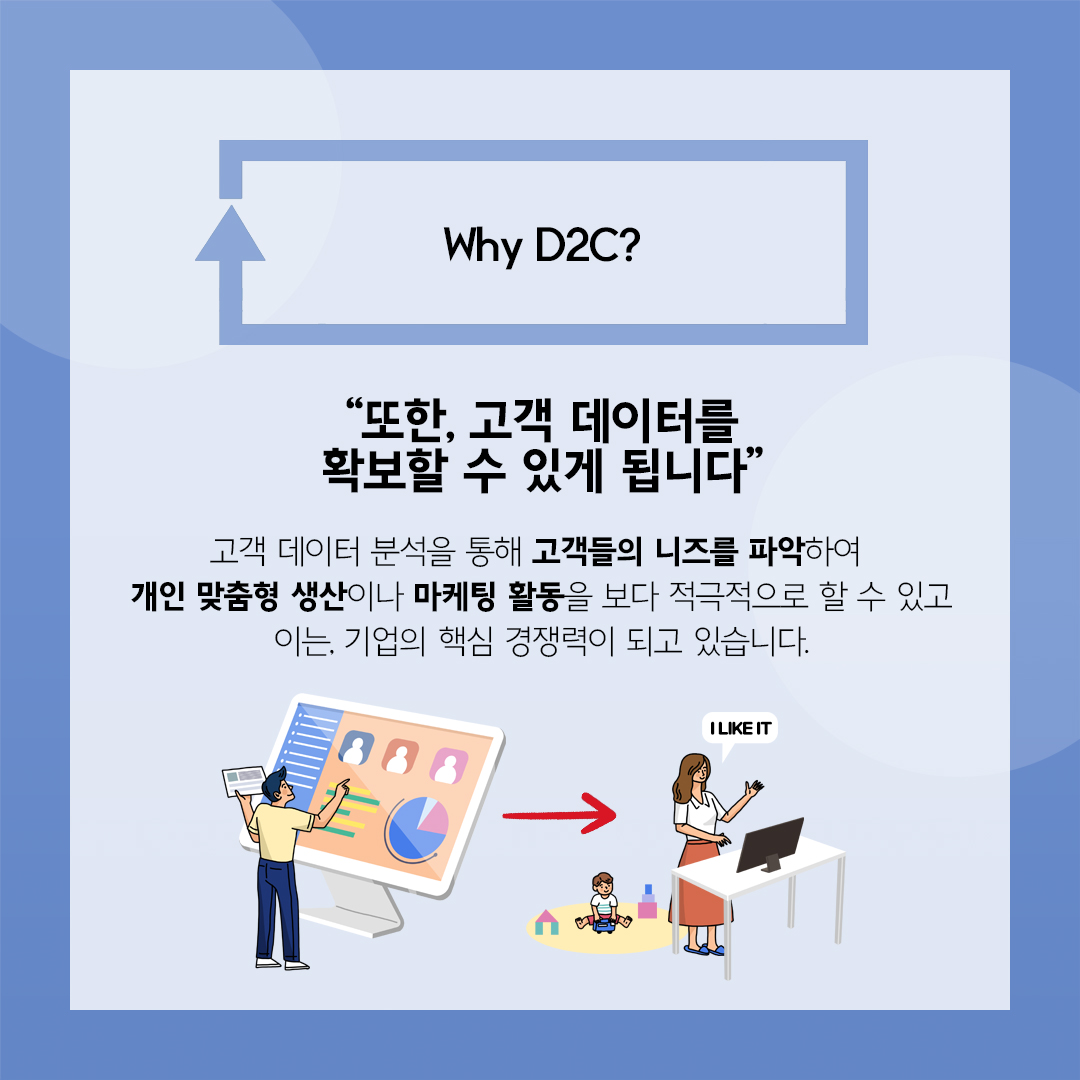 Why D2C?
“또한, 고객 데이터를
확보할 수 있게 됩니다”
고객 데이터 분석을 통해 고객들의 니즈를 파악하여
개인 맞춤형 생산이나 마케팅 활동을 보다 적극적으로 할 수 있고
이는, 기업의 핵심 경쟁력이 되고 있습니다.
I LIKE IT